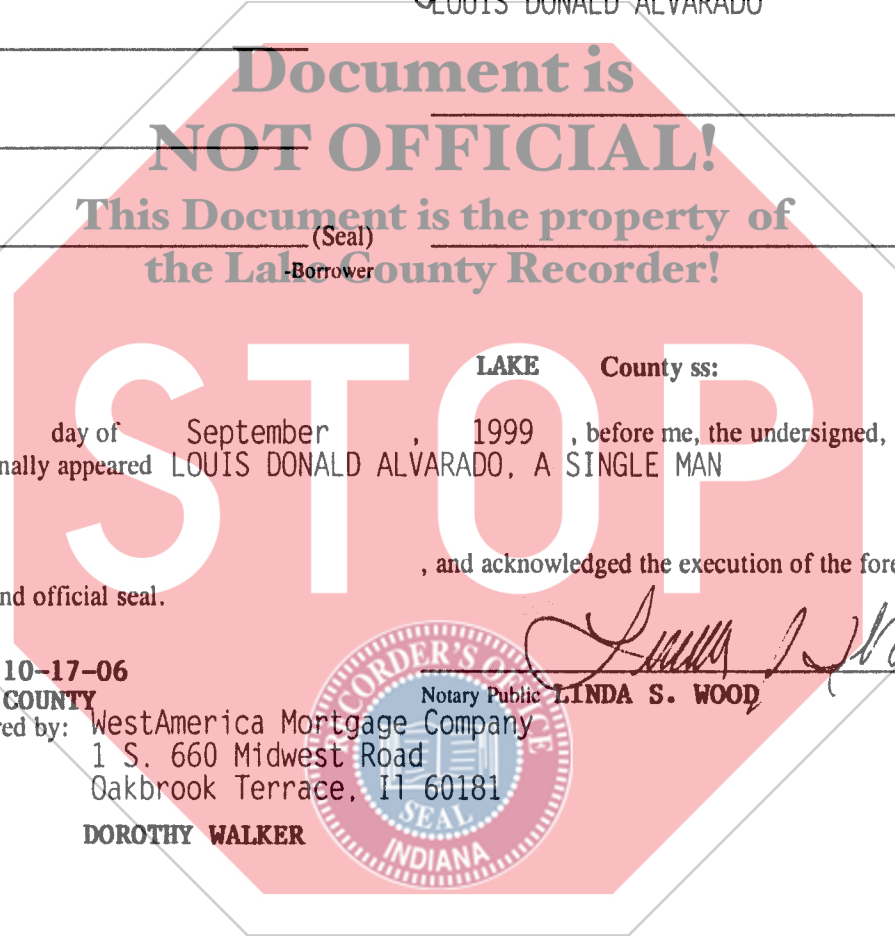 LOUIS DONALD ALVARADO
Document is
NOT OFFICIAL!
This Document is the property of
(Seal)
the Lake County Recorder!
-Borrower
LAKE County ss:
STOP
day of September , 1999 , before me, the undersigned,
nally appeared LOUIS DONALD ALVARADO, A SINGLE MAN
, and acknowledged the execution of the fore
nd official seal.
10-17-06
COUNTY
Notary Public LINDA S. WOOD
red by: WestAmerica Mortgage Company
1 S. 660 Midwest Road
Oakbrook Terrace, Il 60181
DOROTHY WALKER
RECORDER'S OFFICE
SEAL
INDIANA